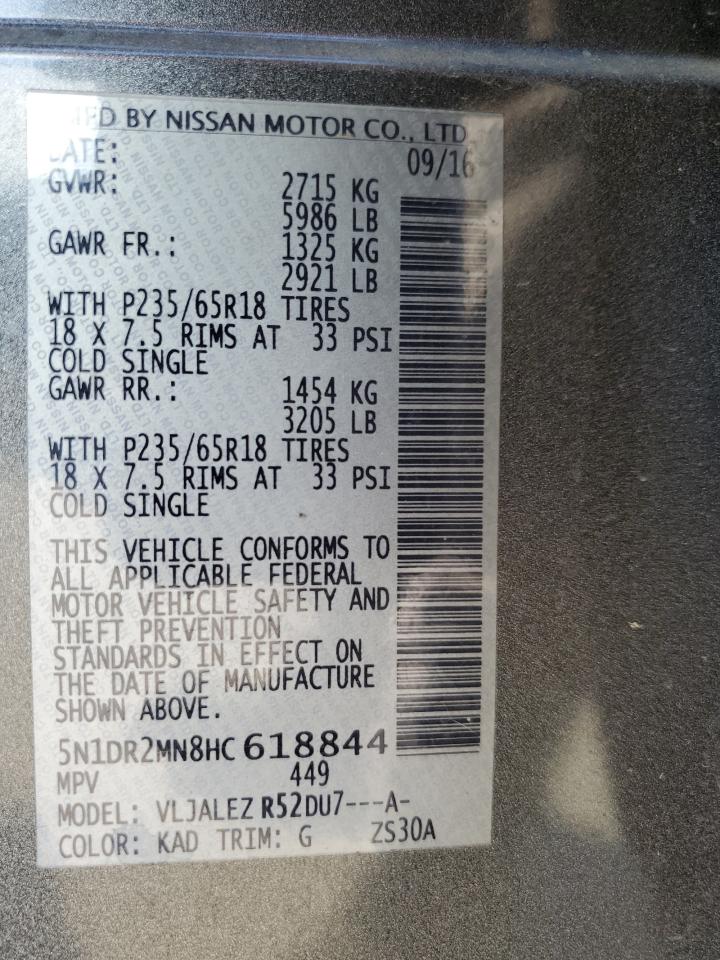 MFD BY NISSAN MOTOR CO., LTD.
DATE: 09/16
GVWR: 2715 KG
5986 LB
GAWR FR.: 1325 KG
2921 LB
WITH P235/65R18 TIRES
18 X 7.5 RIMS AT 33 PSI
COLD SINGLE
GAWR RR.: 1454 KG
3205 LB
WITH P235/65R18 TIRES
18 X 7.5 RIMS AT 33 PSI
COLD SINGLE
THIS VEHICLE CONFORMS TO
ALL APPLICABLE FEDERAL
MOTOR VEHICLE SAFETY AND
THEFT PREVENTION
STANDARDS IN EFFECT ON
THE DATE OF MANUFACTURE
SHOWN ABOVE.
5N1DR2MN8HC618844
MPV 449
MODEL: VLJALEZ R52DU7---A-
COLOR: KAD TRIM: G ZS30A